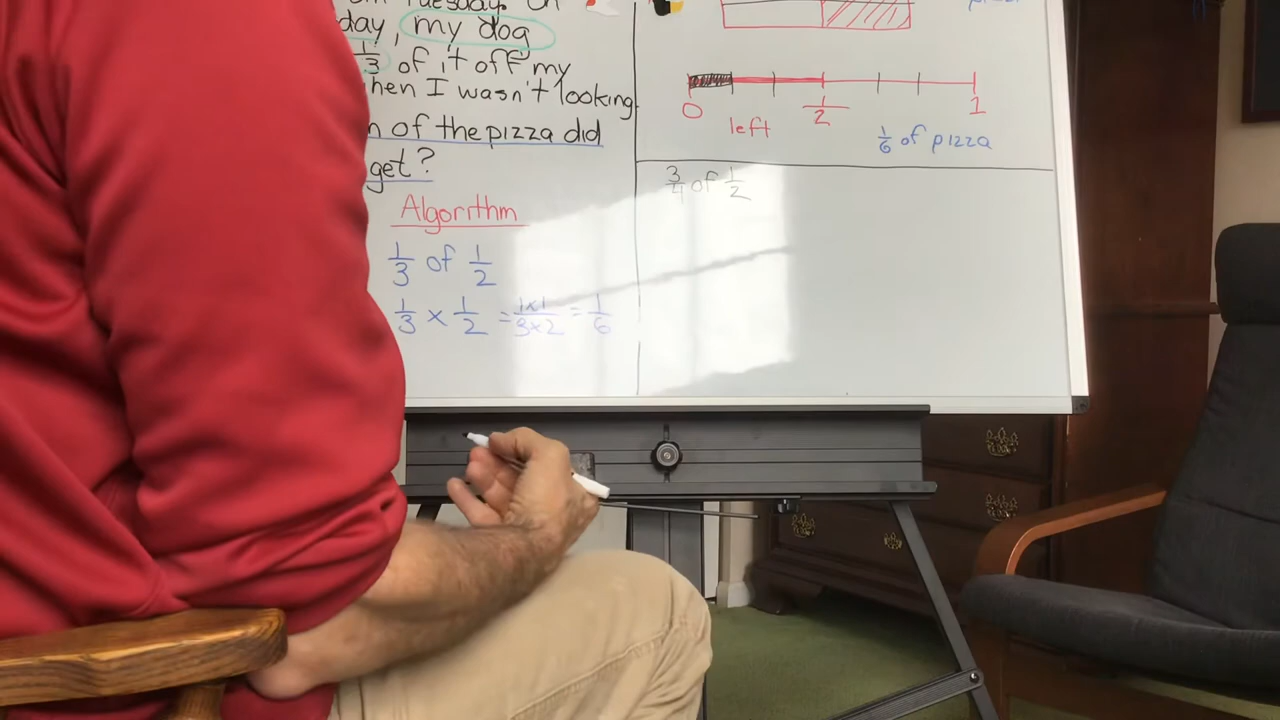 Tuesday. On
day, my dog
1/3 of it off my
hen I wasn't looking
n of the pizza did
get?
Algorithm
1/3 of 1/2
1/3 × 1/2 = 1×1/3×2 = 1/6
0 1/2 1
left
1/6 of pizza
3/4 of 1/2